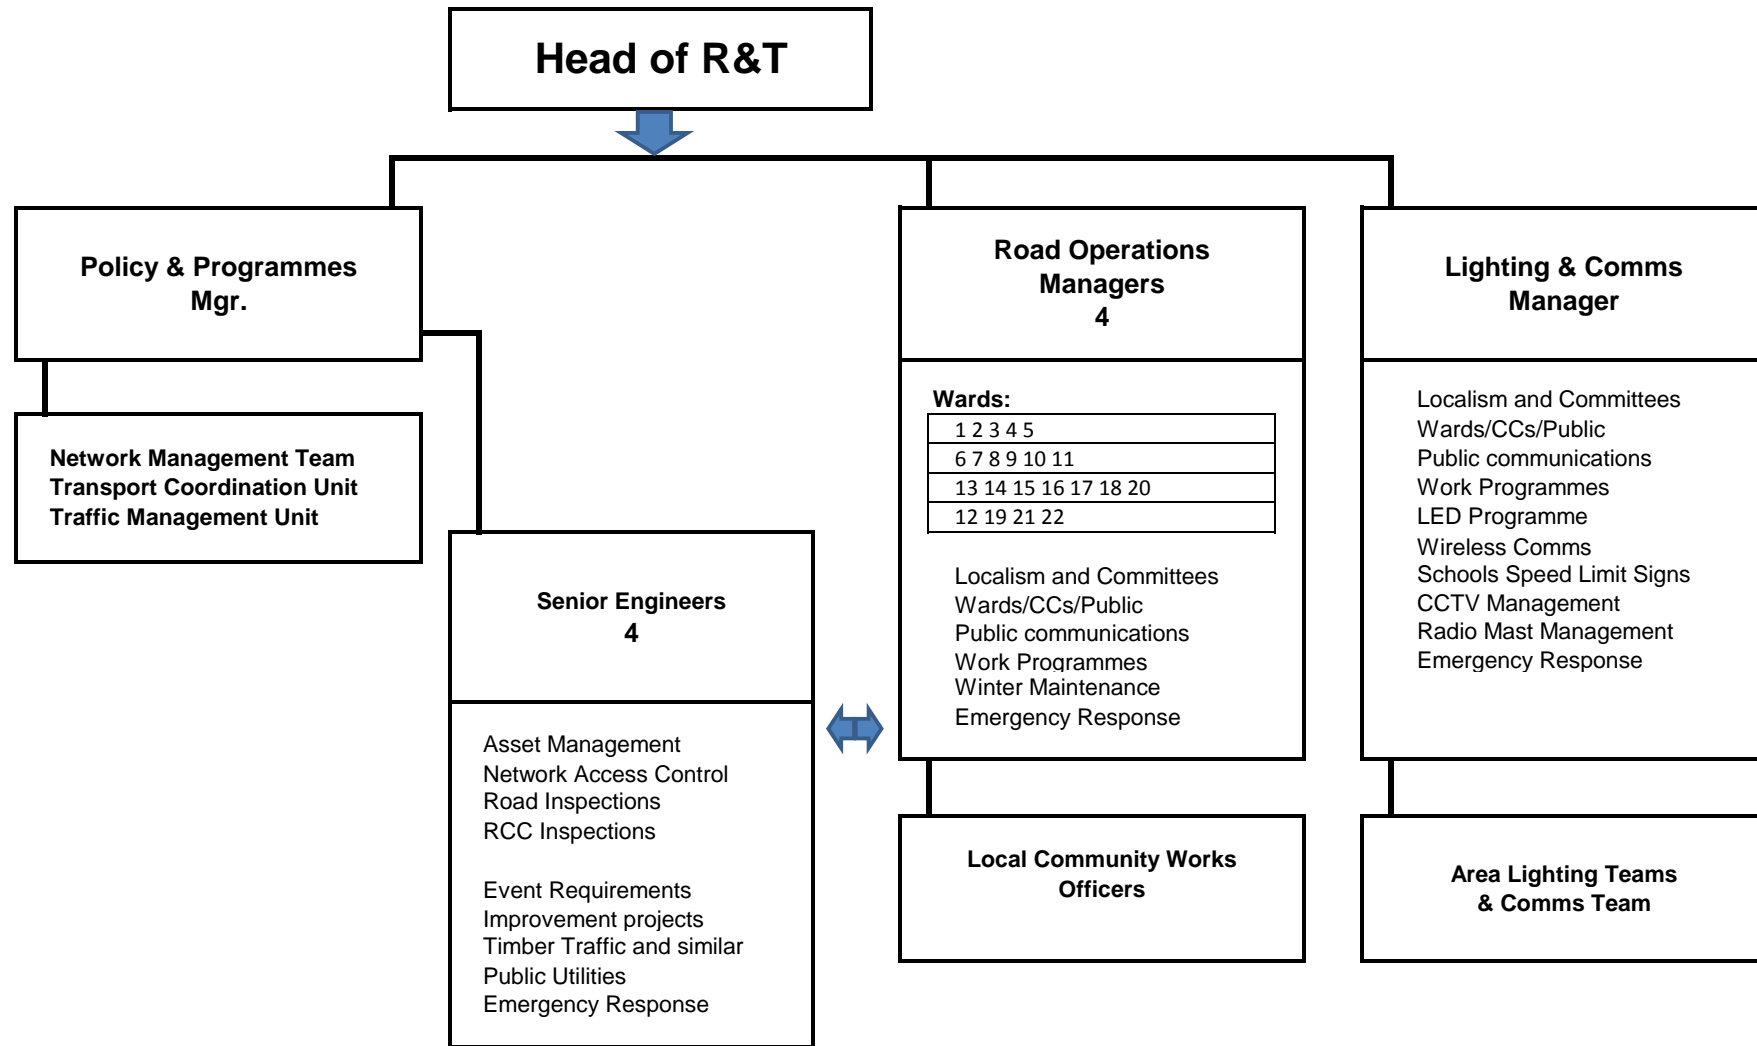 Head of R&T
Policy & Programmes
Mgr.
Network Management Team
Transport Coordination Unit
Traffic Management Unit
Senior Engineers
4
Asset Management
Network Access Control
Road Inspections
RCC Inspections
Event Requirements
Improvement projects
Timber Traffic and similar
Public Utilities
Emergency Response
Road Operations
Managers
4
Wards:
1 2 3 4 5
6 7 8 9 10 11
13 14 15 16 17 18 20
12 19 21 22
Localism and Committees
Wards/CCs/Public
Public communications
Work Programmes
Winter Maintenance
Emergency Response
Local Community Works
Officers
Lighting & Comms
Manager
Localism and Committees
Wards/CCs/Public
Public communications
Work Programmes
LED Programme
Wireless Comms
Schools Speed Limit Signs
CCTV Management
Radio Mast Management
Emergency Response
Area Lighting Teams
& Comms Team